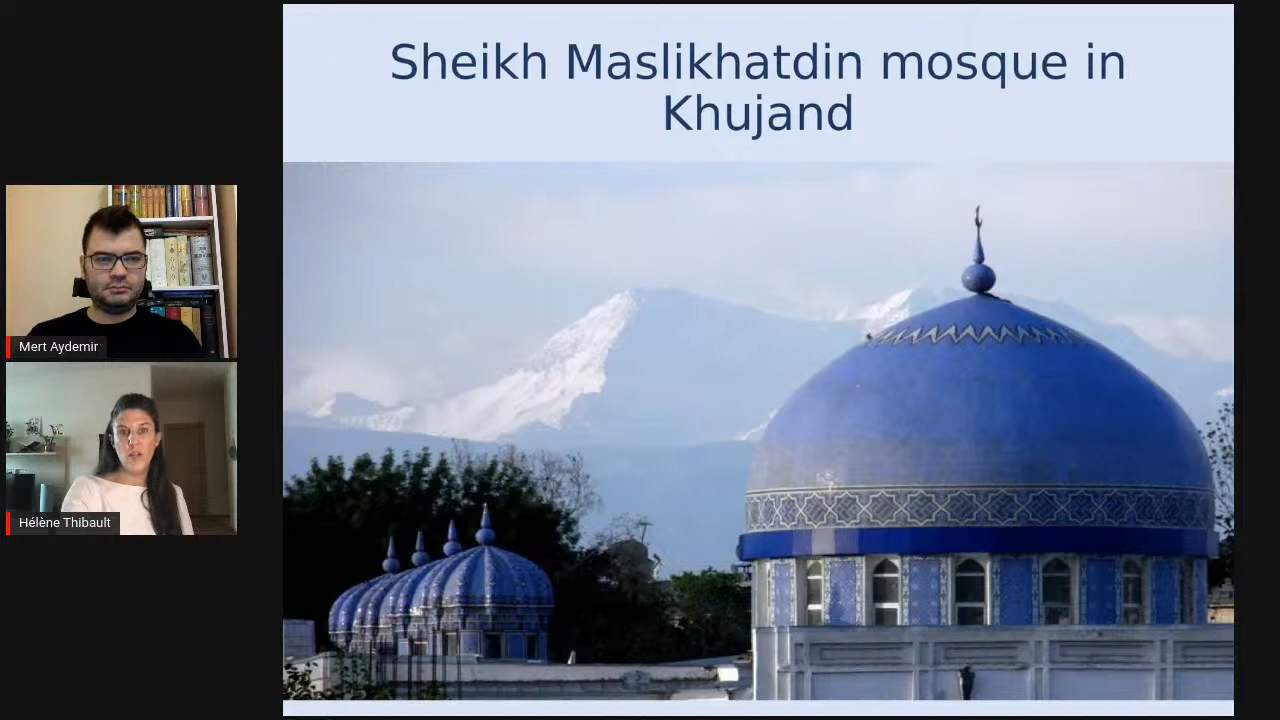 Sheikh Maslikhatdin mosque in
Khujand
Mert Aydemir
Hélène Thibault